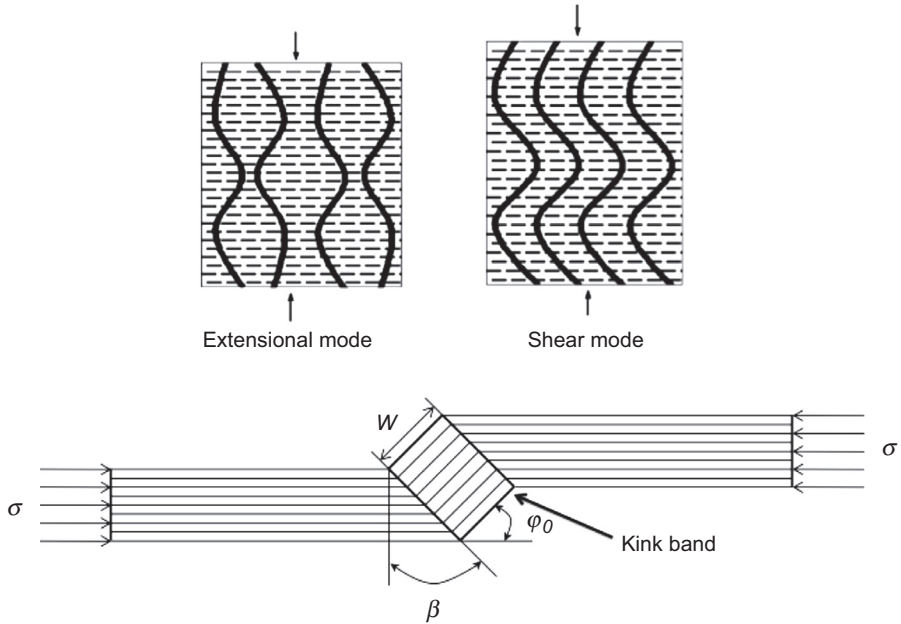 Extensional mode
Shear mode
W
σ
σ
φ0
Kink band
β